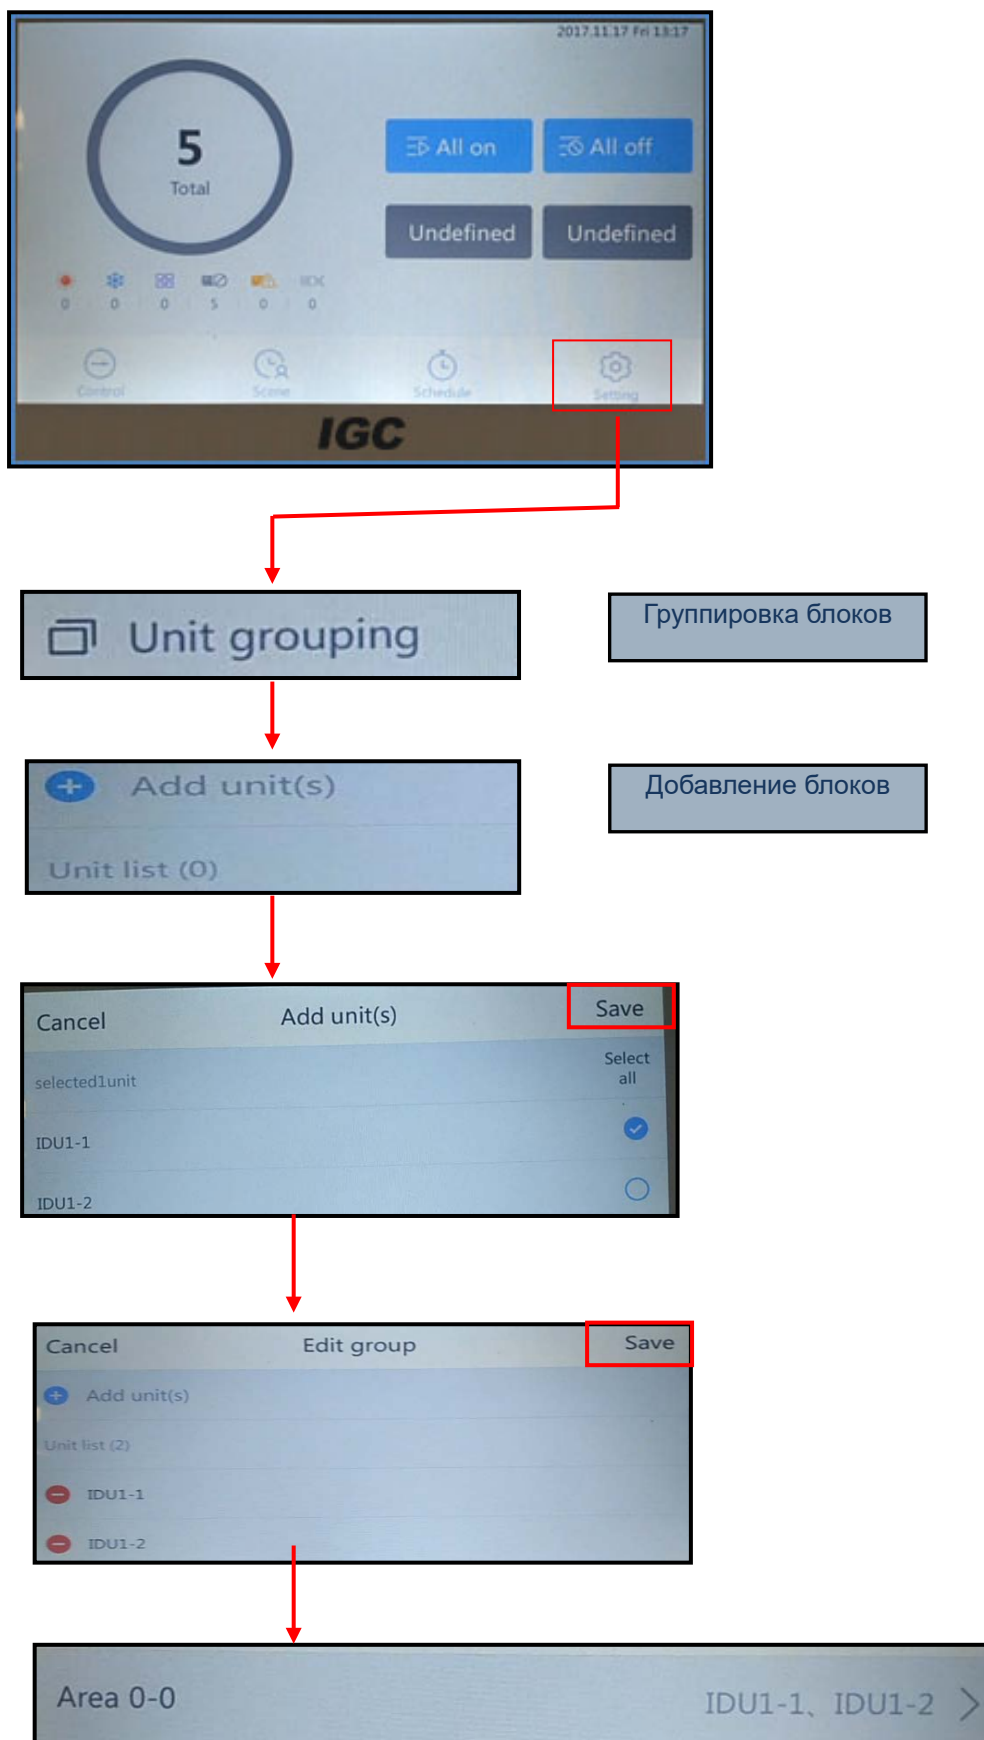 2017.11.17 Fri 13:17
5
Total
All on
All off
Undefined
Undefined
0 0 0 5 0 0
Control Scene Schedule Setting
IGC
Unit grouping
Группировка блоков
Add unit(s)
Добавление блоков
Unit list (0)
Cancel Add unit(s) Save
selected1unit
Select
all
IDU1-1
IDU1-2
Cancel Edit group Save
Add unit(s)
Unit list (2)
IDU1-1
IDU1-2
Area 0-0 IDU1-1、IDU1-2